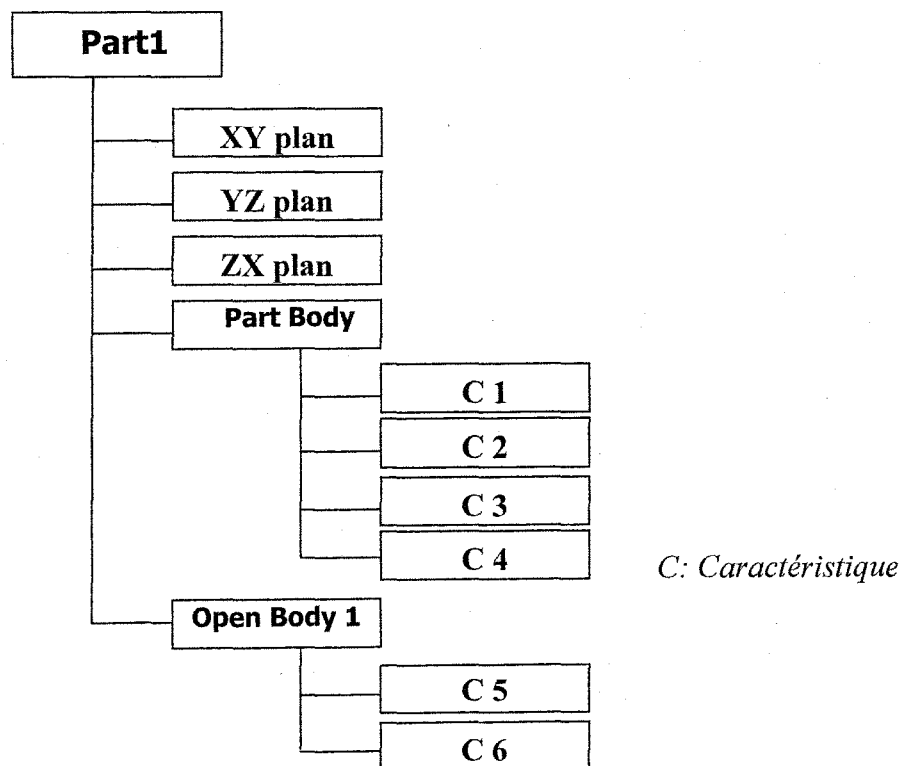 Part1
XY plan
YZ plan
ZX plan
Part Body
C 1
C 2
C 3
C 4
C: Caractéristique
Open Body 1
C 5
C 6